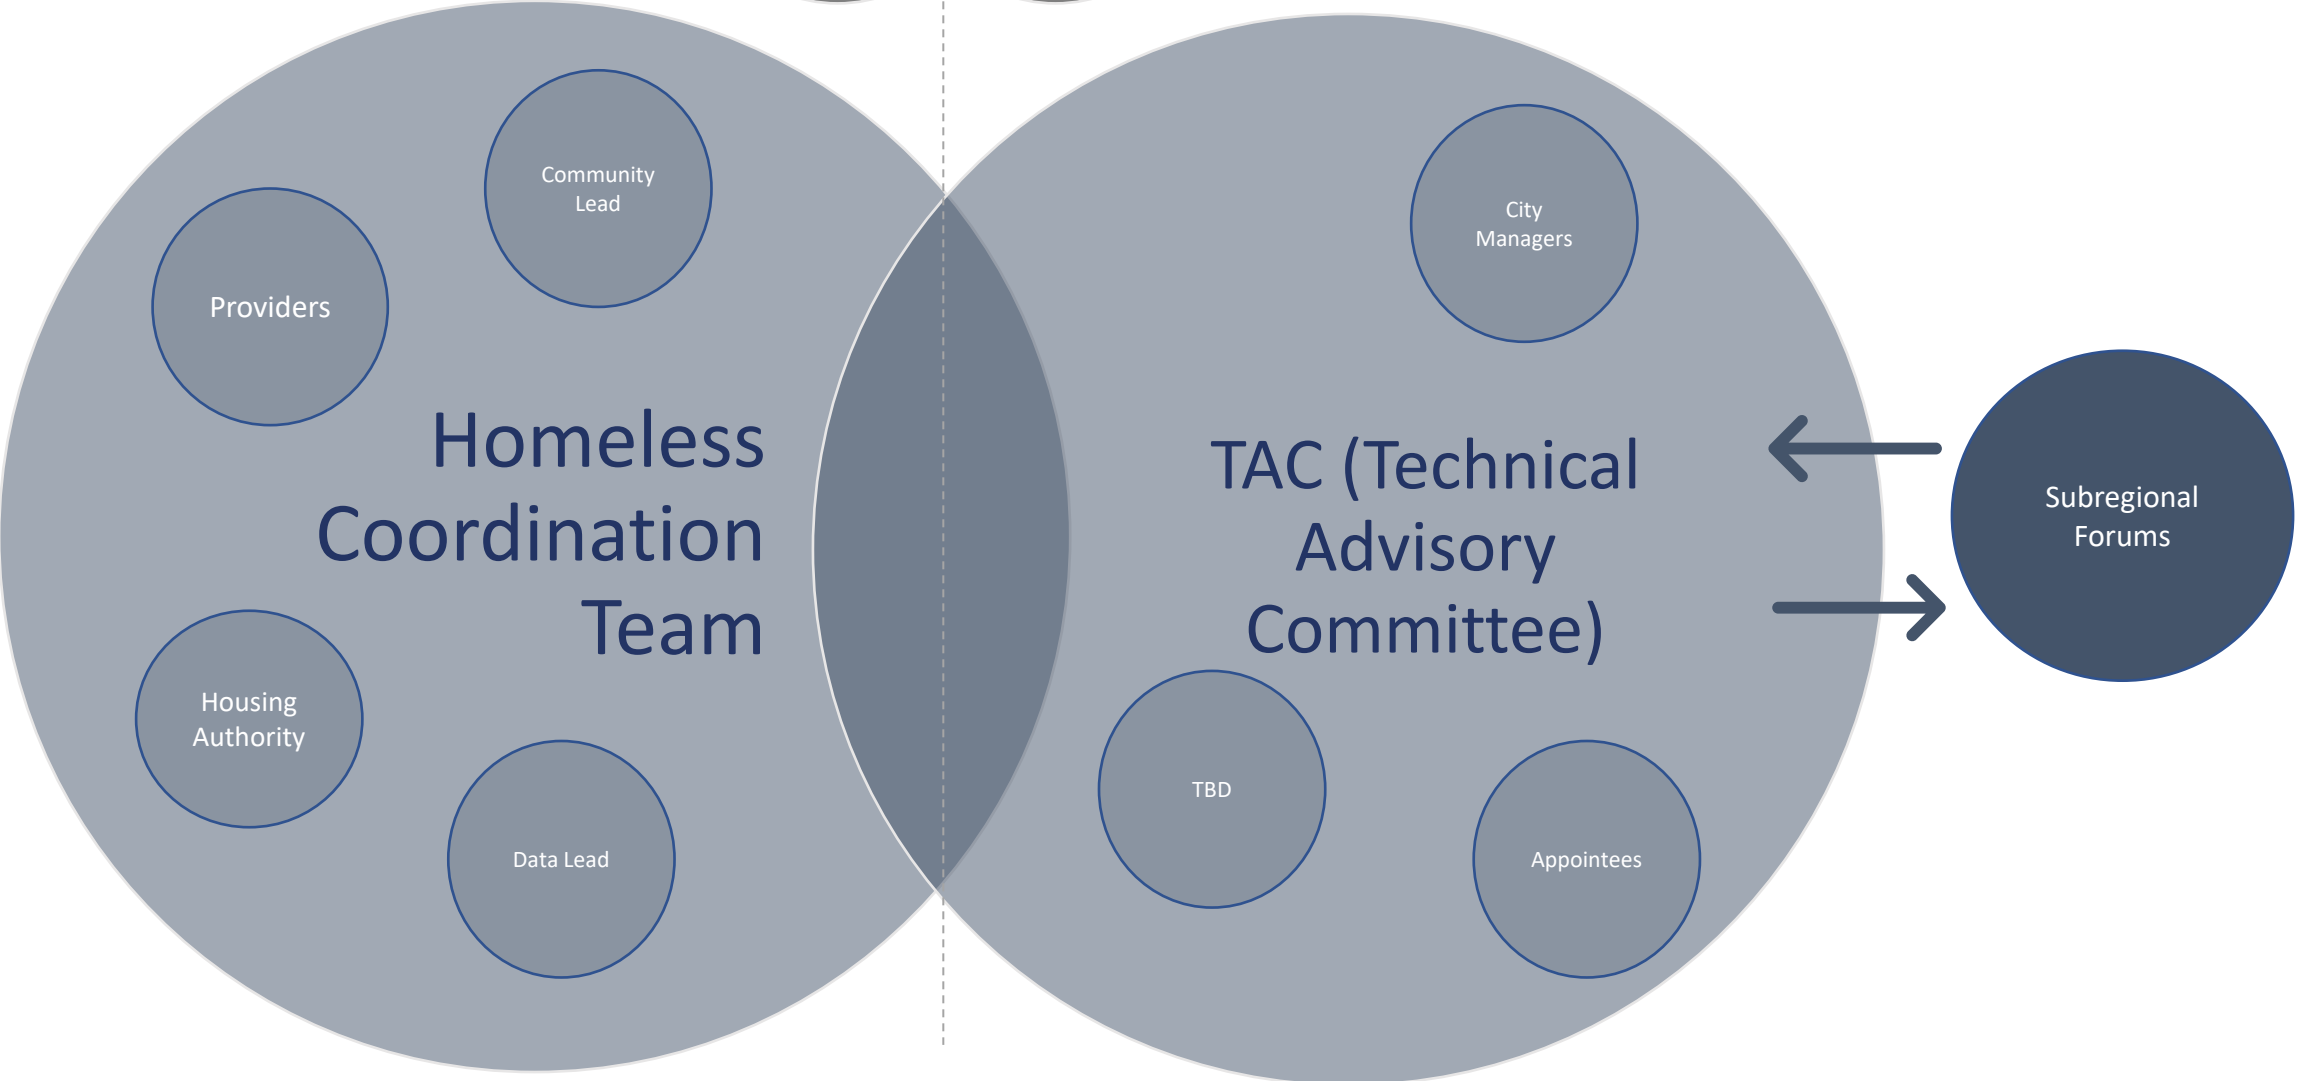 Community
Lead
Providers
Homeless
Coordination
Team
Housing
Authority
Data Lead
City
Managers
TAC (Technical
Advisory
Committee)
TBD
Appointees
Subregional
Forums